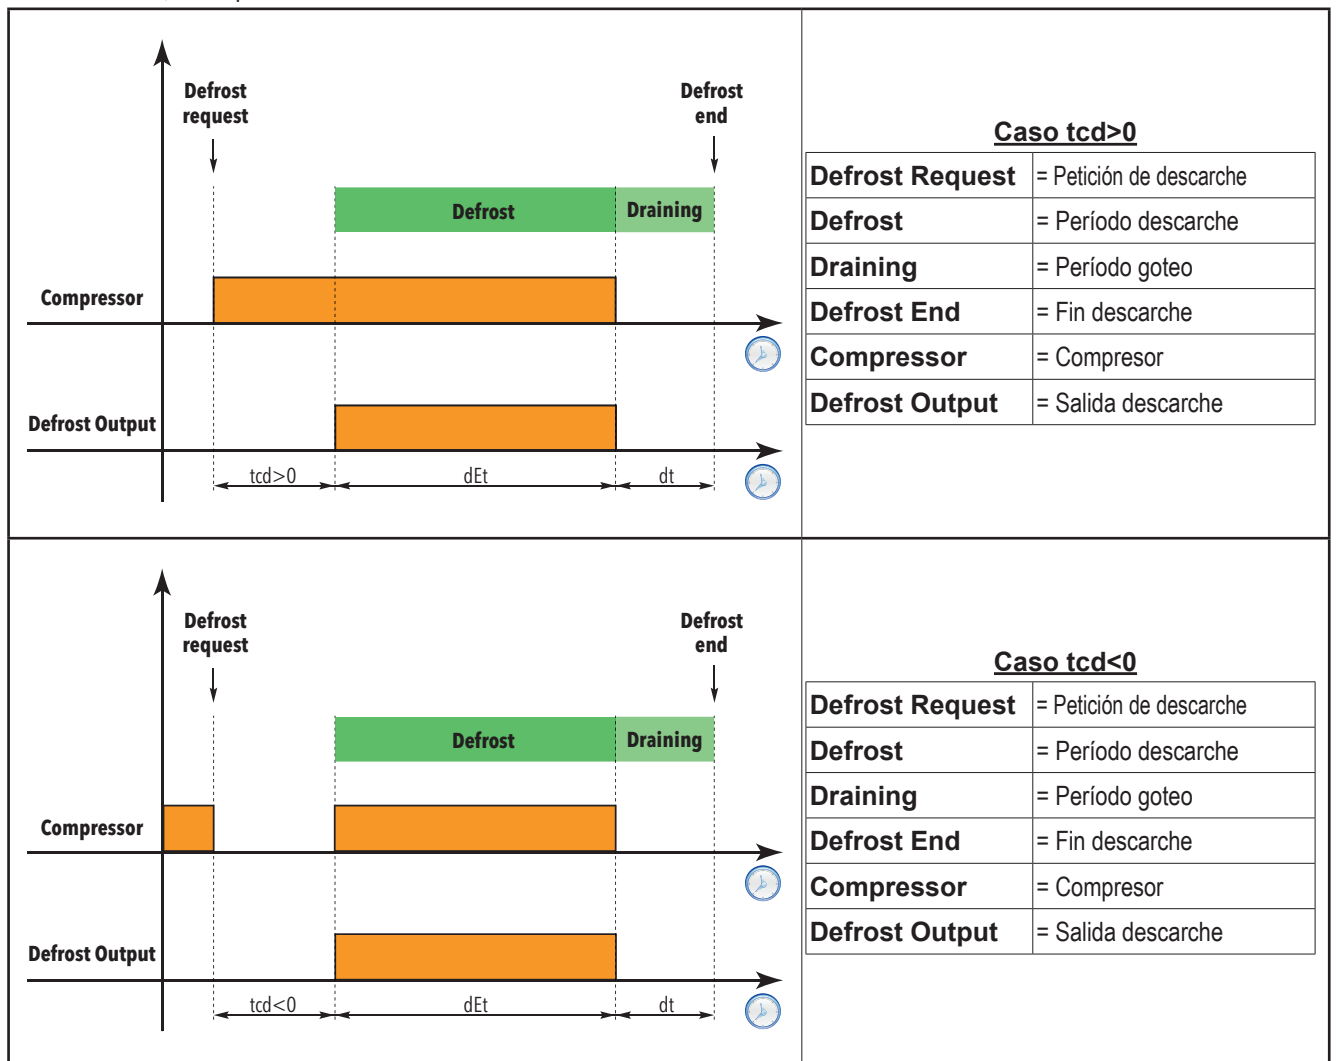 Defrost
request
Defrost
end
Defrost
Draining
Compressor
Defrost Output
tcd>0
dEt
dt
Caso tcd>0
Defrost Request = Petición de descarche
Defrost = Período descarche
Draining = Período goteo
Defrost End = Fin descarche
Compressor = Compresor
Defrost Output = Salida descarche
Defrost
request
Defrost
end
Defrost
Draining
Compressor
Defrost Output
tcd<0
dEt
dt
Caso tcd<0
Defrost Request = Petición de descarche
Defrost = Período descarche
Draining = Período goteo
Defrost End = Fin descarche
Compressor = Compresor
Defrost Output = Salida descarche